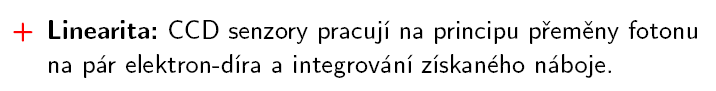 + Linearita: CCD senzory pracují na principu přeměny fotonu
na pár elektron-díra a integrování získaného náboje.